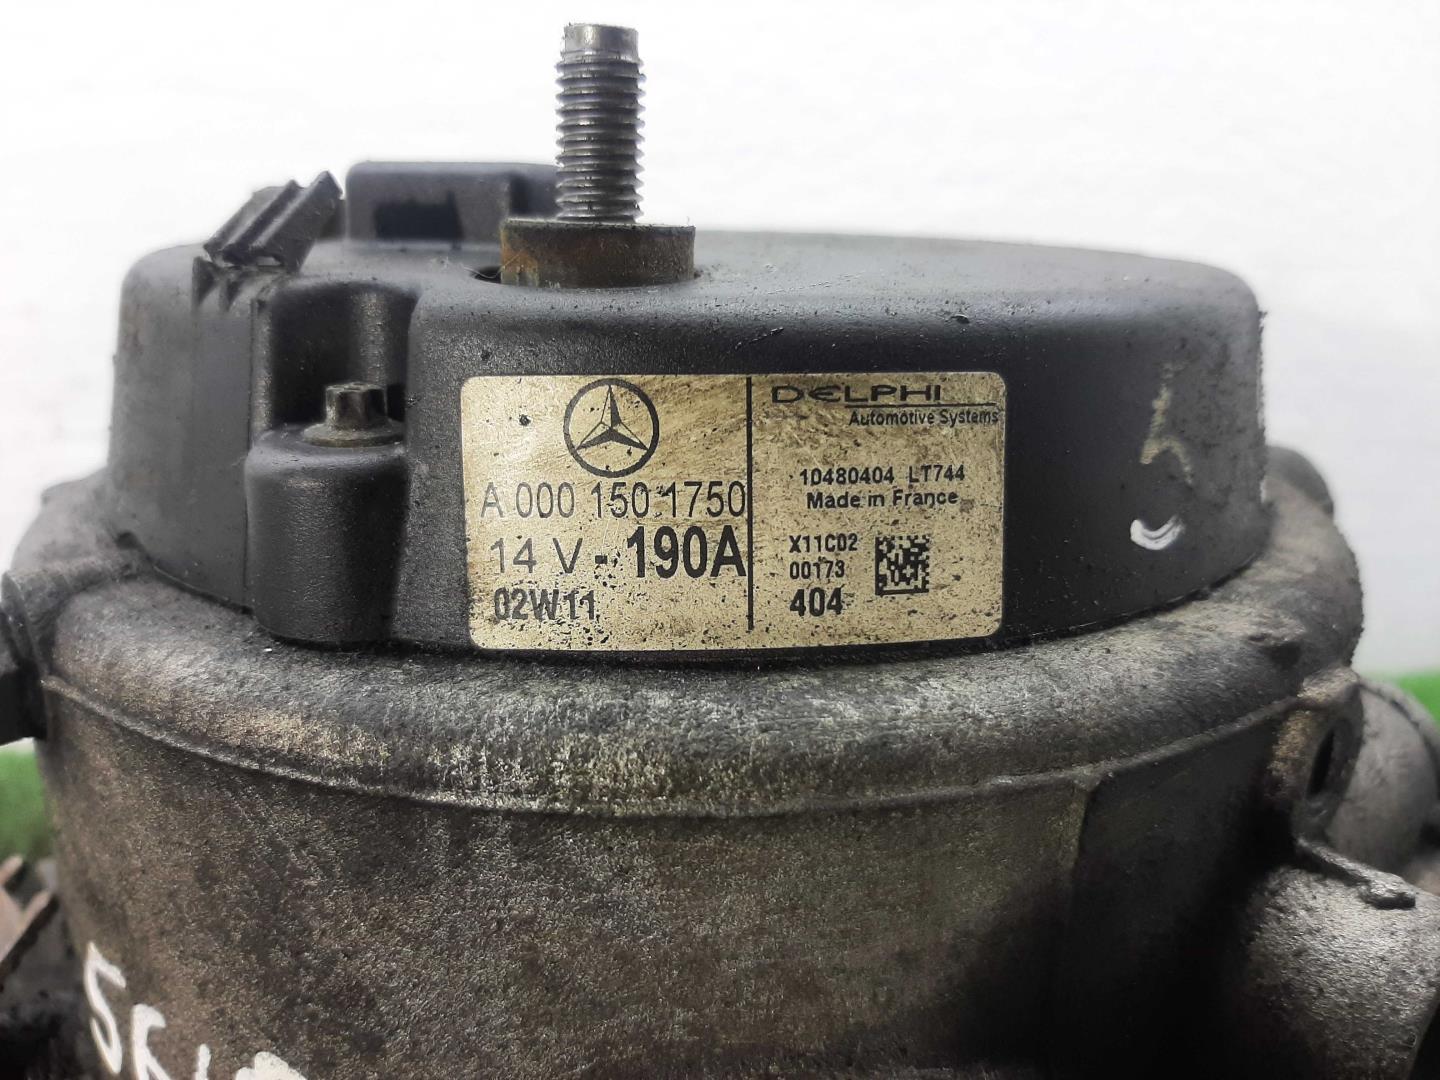 A 000 150 1750
14 V - 190A
02W11
DELPHI
Automotive Systems
10480404 LT744
Made in France
X11C02
00173
404